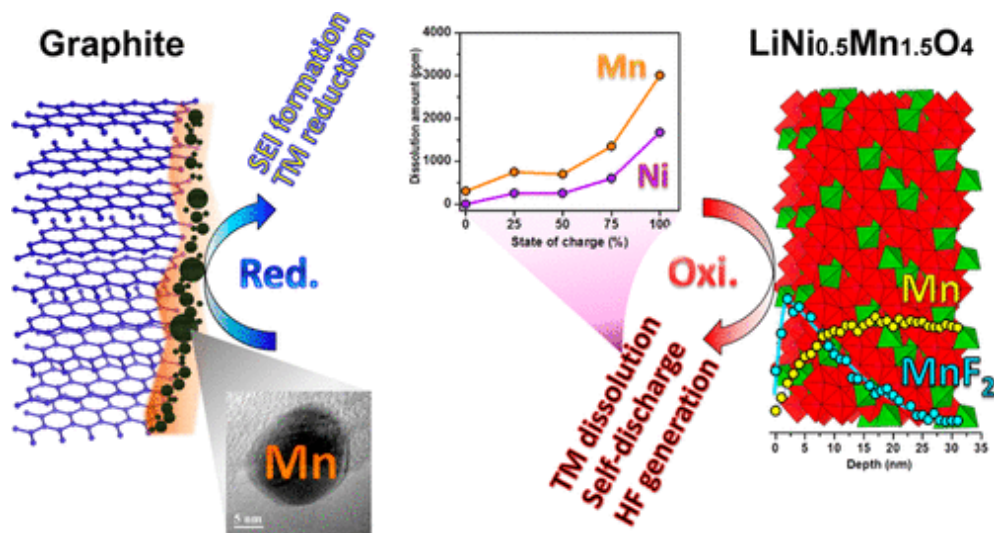 Graphite
LiNi0.5Mn1.5O4
SEI formation
TM reduction
Red.
Mn
5 nm
Dissolution amount (ppm)
4000
3000
2000
1000
0
Mn
Ni
0 25 50 75 100
State of charge (%)
Oxi.
TM dissolution
Self-discharge
HF generation
Mn
MnF2
0 5 10 15 20 25 30 35
Depth (nm)